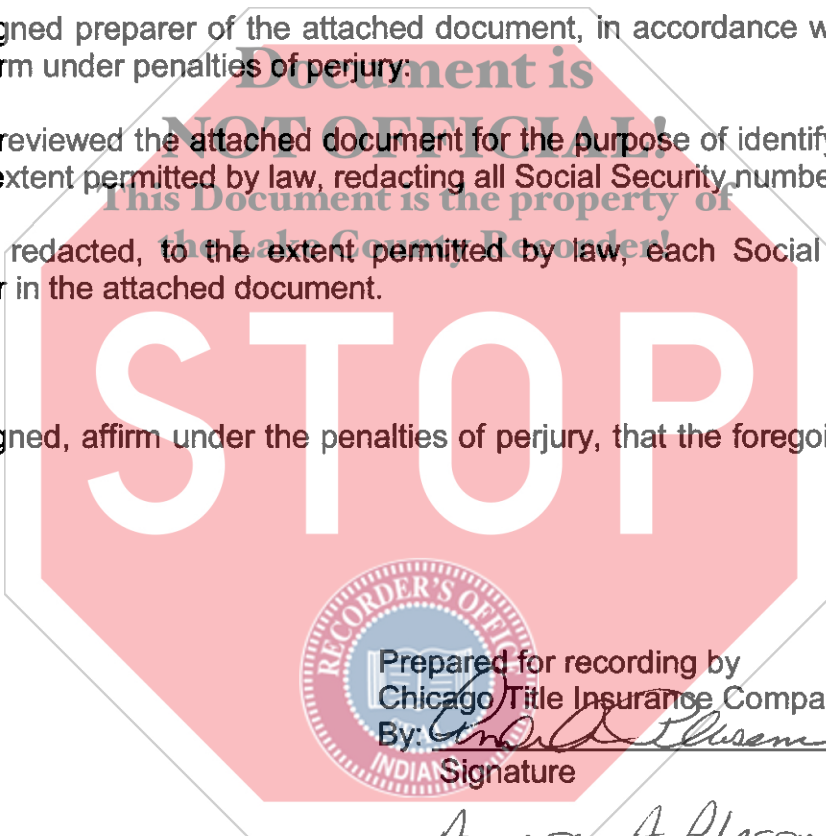 gned preparer of the attached document, in accordance w
rm under penalties of perjury:
Document is
reviewed the attached document for the purpose of identify
NOT OFFICIAL!
extent permitted by law, redacting all Social Security numbe
This Document is the property of
redacted, to the extent permitted by law, each Social
the Lake County Recorder!
r in the attached document.
STOP
gned, affirm under the penalties of perjury, that the foregoi
RECORDER'S OFFICE
Prepared for recording by
Chicago Title Insurance Compa
By:
INDIANA
Signature